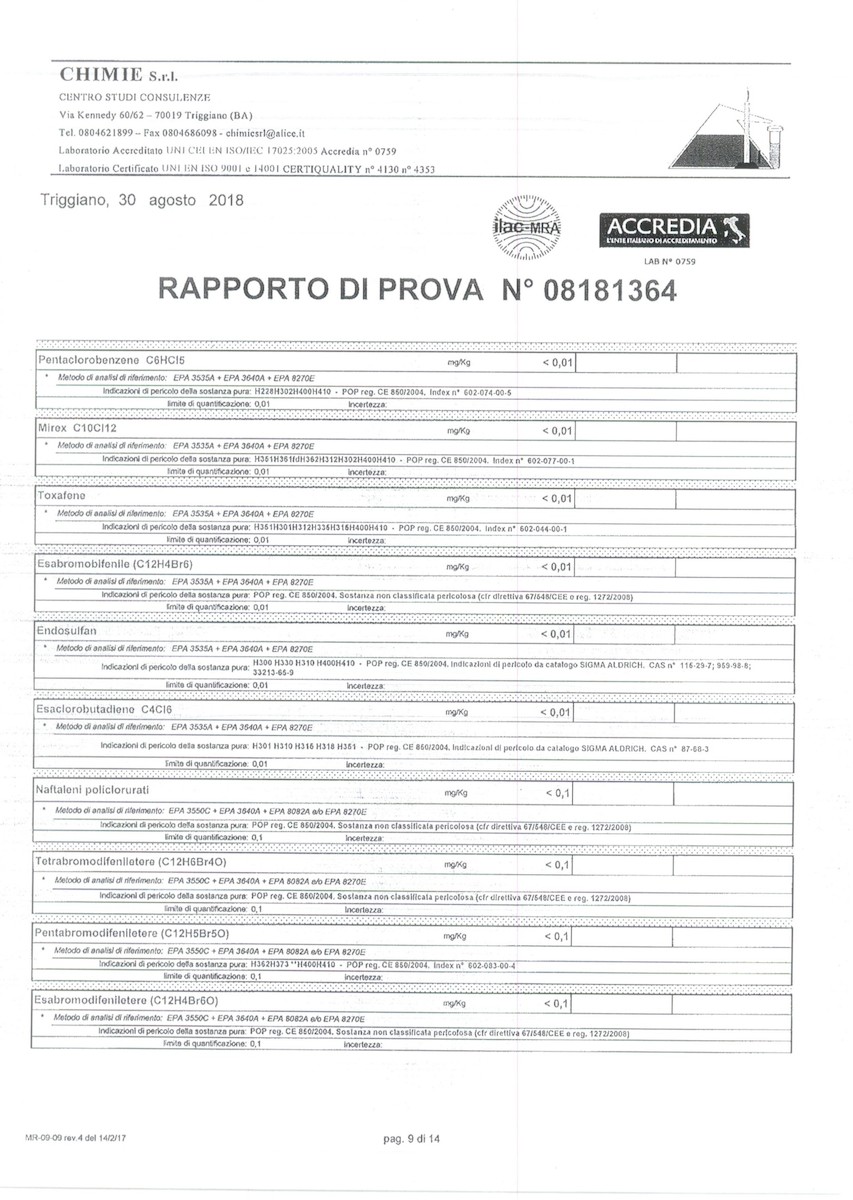 CHIMIE S.r.l.
CENTRO STUDI CONSULENZE
Via Kennedy 60/62 – 70019 Triggiano (BA)
Tel. 0804621899 – Fax 0804686098 - chimiesrl@alice.it
Laboratorio Accreditato UNI CEI EN ISO/IEC 17025:2005 Accredia n° 0759
Laboratorio Certificato UNI EN ISO 9001 e 14001 CERTIQUALITY n° 4130 n° 4353
Triggiano, 30 agosto 2018
ilac-MRA
ACCREDIA
L'ENTE ITALIANO DI ACCREDITAMENTO
LAB N° 0759
RAPPORTO DI PROVA N° 08181364
Pentaclorobenzene C6HCl5 mg/Kg < 0,01
* Metodo di analisi di riferimento: EPA 3535A + EPA 3640A + EPA 8270E
Indicazioni di pericolo della sostanza pura: H228H302H400H410 - POP reg. CE 850/2004. Index n° 602-074-00-5
limite di quantificazione: 0,01 Incertezza:
Mirex C10Cl12 mg/Kg < 0,01
* Metodo di analisi di riferimento: EPA 3535A + EPA 3640A + EPA 8270E
Indicazioni di pericolo della sostanza pura: H351H361fdH362H312H302H400H410 - POP reg. CE 850/2004. Index n° 602-077-00-1
limite di quantificazione: 0,01 Incertezza:
Toxafene mg/Kg < 0,01
* Metodo di analisi di riferimento: EPA 3535A + EPA 3640A + EPA 8270E
Indicazioni di pericolo della sostanza pura: H351H301H312H335H315H400H410 - POP reg. CE 850/2004. Index n° 602-044-00-1
limite di quantificazione: 0,01 Incertezza:
Esabromobifenile (C12H4Br6) mg/Kg < 0,01
* Metodo di analisi di riferimento: EPA 3535A + EPA 3640A + EPA 8270E
Indicazioni di pericolo della sostanza pura: POP reg. CE 850/2004. Sostanza non classificata pericolosa (cfr direttiva 67/548/CEE e reg. 1272/2008)
limite di quantificazione: 0,01 Incertezza:
Endosulfan mg/Kg < 0,01
* Metodo di analisi di riferimento: EPA 3535A + EPA 3640A + EPA 8270E
Indicazioni di pericolo della sostanza pura: H300 H330 H310 H400H410 - POP reg. CE 850/2004. Indicazioni di pericolo da catalogo SIGMA ALDRICH. CAS n° 115-29-7; 959-98-8;
33213-65-9
limite di quantificazione: 0,01 Incertezza:
Esaclorobutadiene C4Cl6 mg/Kg < 0,01
* Metodo di analisi di riferimento: EPA 3535A + EPA 3640A + EPA 8270E
Indicazioni di pericolo della sostanza pura: H301 H310 H315 H318 H351 - POP reg. CE 850/2004. Indicazioni di pericolo da catalogo SIGMA ALDRICH. CAS n° 87-68-3
limite di quantificazione: 0,01 Incertezza:
Naftaleni policlorurati mg/Kg < 0,1
* Metodo di analisi di riferimento: EPA 3550C + EPA 3640A + EPA 8082A e/o EPA 8270E
Indicazioni di pericolo della sostanza pura: POP reg. CE 850/2004. Sostanza non classificata pericolosa (cfr direttiva 67/548/CEE e reg. 1272/2008)
limite di quantificazione: 0,1 Incertezza:
Tetrabromodifeniletere (C12H6Br4O) mg/Kg < 0,1
* Metodo di analisi di riferimento: EPA 3550C + EPA 3640A + EPA 8082A e/o EPA 8270E
Indicazioni di pericolo della sostanza pura: POP reg. CE 850/2004. Sostanza non classificata pericolosa (cfr direttiva 67/548/CEE e reg. 1272/2008)
limite di quantificazione: 0,1 Incertezza:
Pentabromodifeniletere (C12H5Br5O) mg/Kg < 0,1
* Metodo di analisi di riferimento: EPA 3550C + EPA 3640A + EPA 8082A e/o EPA 8270E
Indicazioni di pericolo della sostanza pura: H362H373 **H400H410 - POP reg. CE 850/2004. Index n° 602-083-00-4
limite di quantificazione: 0,1 Incertezza:
Esabromodifeniletere (C12H4Br6O) mg/Kg < 0,1
* Metodo di analisi di riferimento: EPA 3550C + EPA 3640A + EPA 8082A e/o EPA 8270E
Indicazioni di pericolo della sostanza pura: POP reg. CE 850/2004. Sostanza non classificata pericolosa (cfr direttiva 67/548/CEE e reg. 1272/2008)
limite di quantificazione: 0,1 Incertezza:
MR-09-09 rev.4 del 14/2/17
pag. 9 di 14